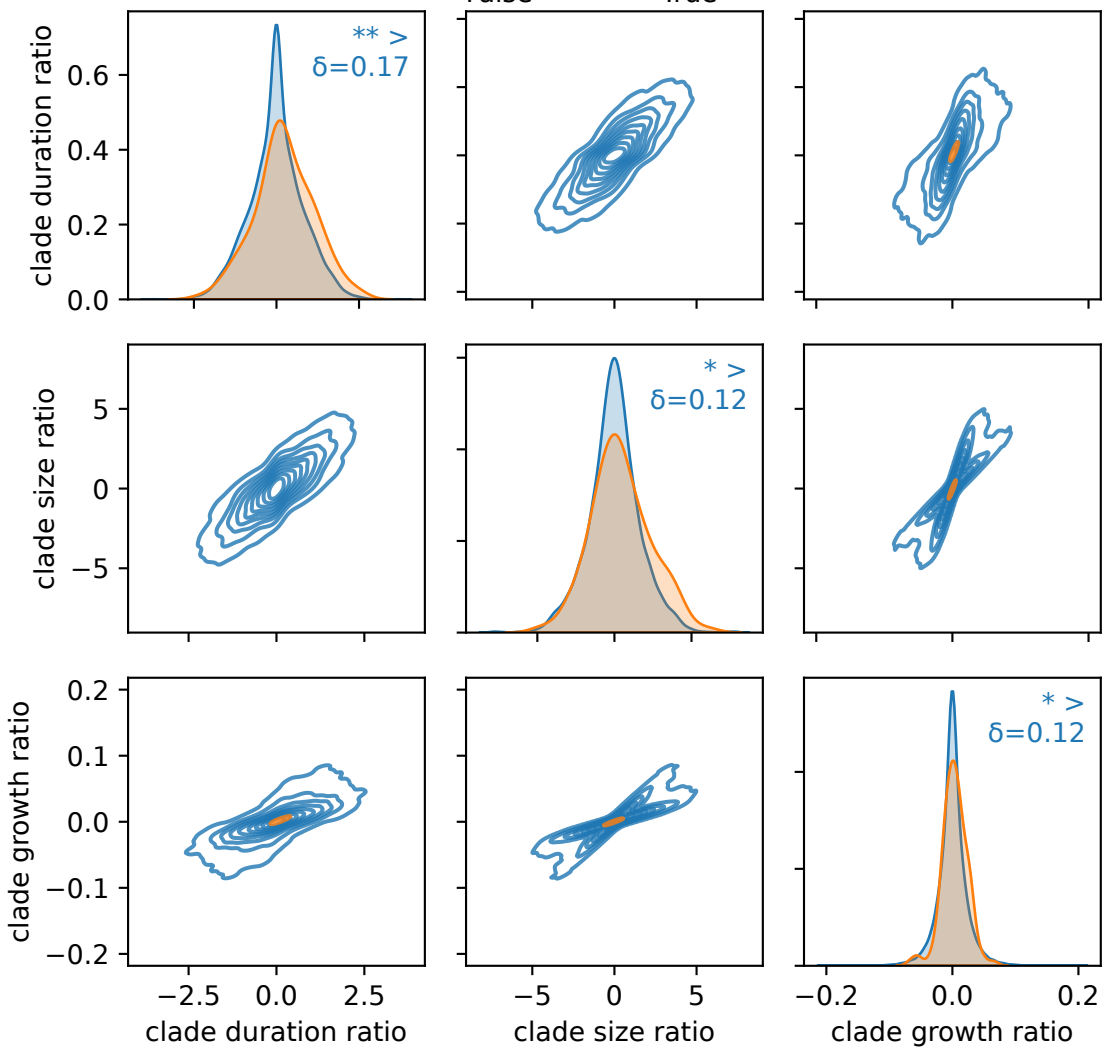 False True
clade duration ratio
0.6
0.4
0.2
0.0
** >
δ=0.17
clade size ratio
5
0
−5
* >
δ=0.12
clade growth ratio
0.2
0.1
0.0
−0.1
−0.2
* >
δ=0.12
−2.5 0.0 2.5
−5 0 5
−0.2 0.0 0.2
clade duration ratio
clade size ratio
clade growth ratio